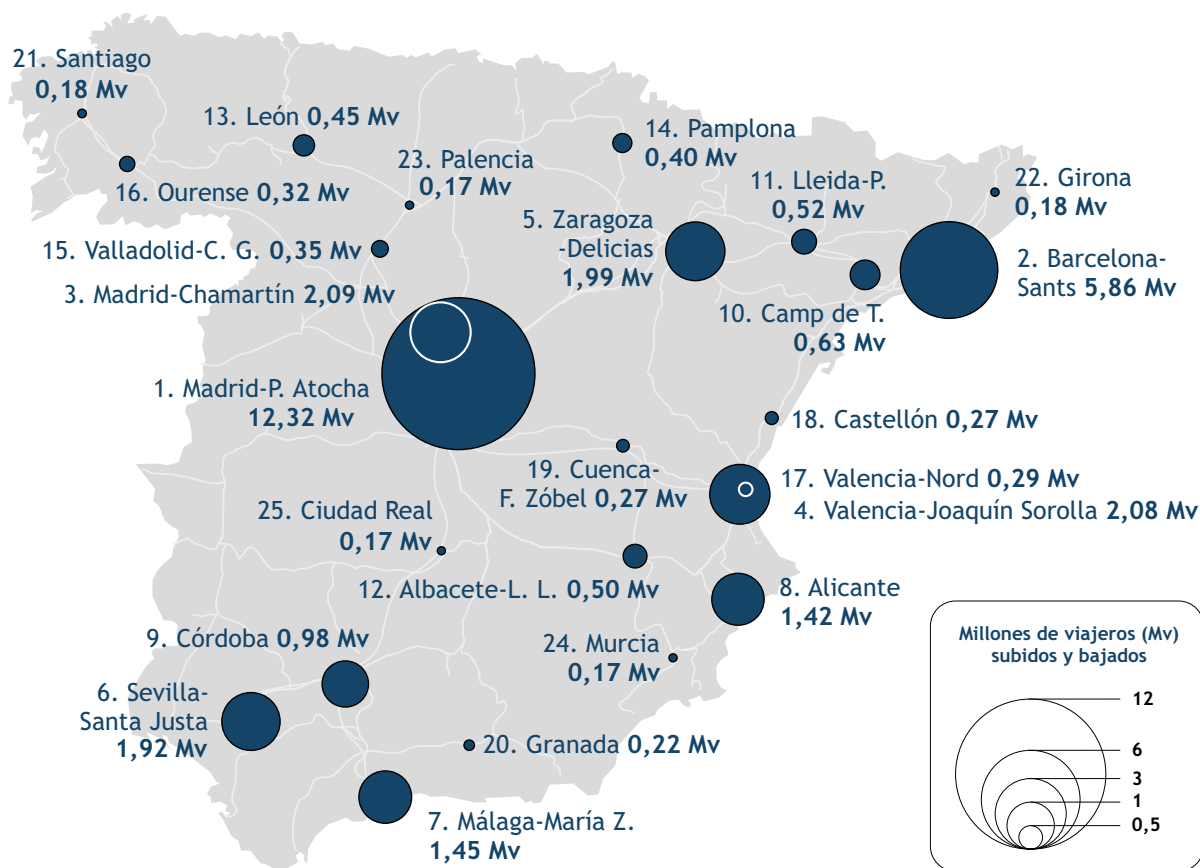 21. Santiago
0,18 Mv
13. León 0,45 Mv
14. Pamplona
0,40 Mv
23. Palencia
0,17 Mv
16. Ourense 0,32 Mv
11. Lleida-P.
0,52 Mv
22. Girona
0,18 Mv
5. Zaragoza
-Delicias
1,99 Mv
15. Valladolid-C. G. 0,35 Mv
3. Madrid-Chamartín 2,09 Mv
2. Barcelona-
Sants 5,86 Mv
10. Camp de T.
0,63 Mv
1. Madrid-P. Atocha
12,32 Mv
18. Castellón 0,27 Mv
19. Cuenca-
F. Zóbel 0,27 Mv
17. Valencia-Nord 0,29 Mv
4. Valencia-Joaquín Sorolla 2,08 Mv
25. Ciudad Real
0,17 Mv
12. Albacete-L. L. 0,50 Mv
8. Alicante
1,42 Mv
9. Córdoba 0,98 Mv
24. Murcia
0,17 Mv
6. Sevilla-
Santa Justa
1,92 Mv
20. Granada 0,22 Mv
7. Málaga-María Z.
1,45 Mv
Millones de viajeros (Mv)
subidos y bajados
12
6
3
1
0,5